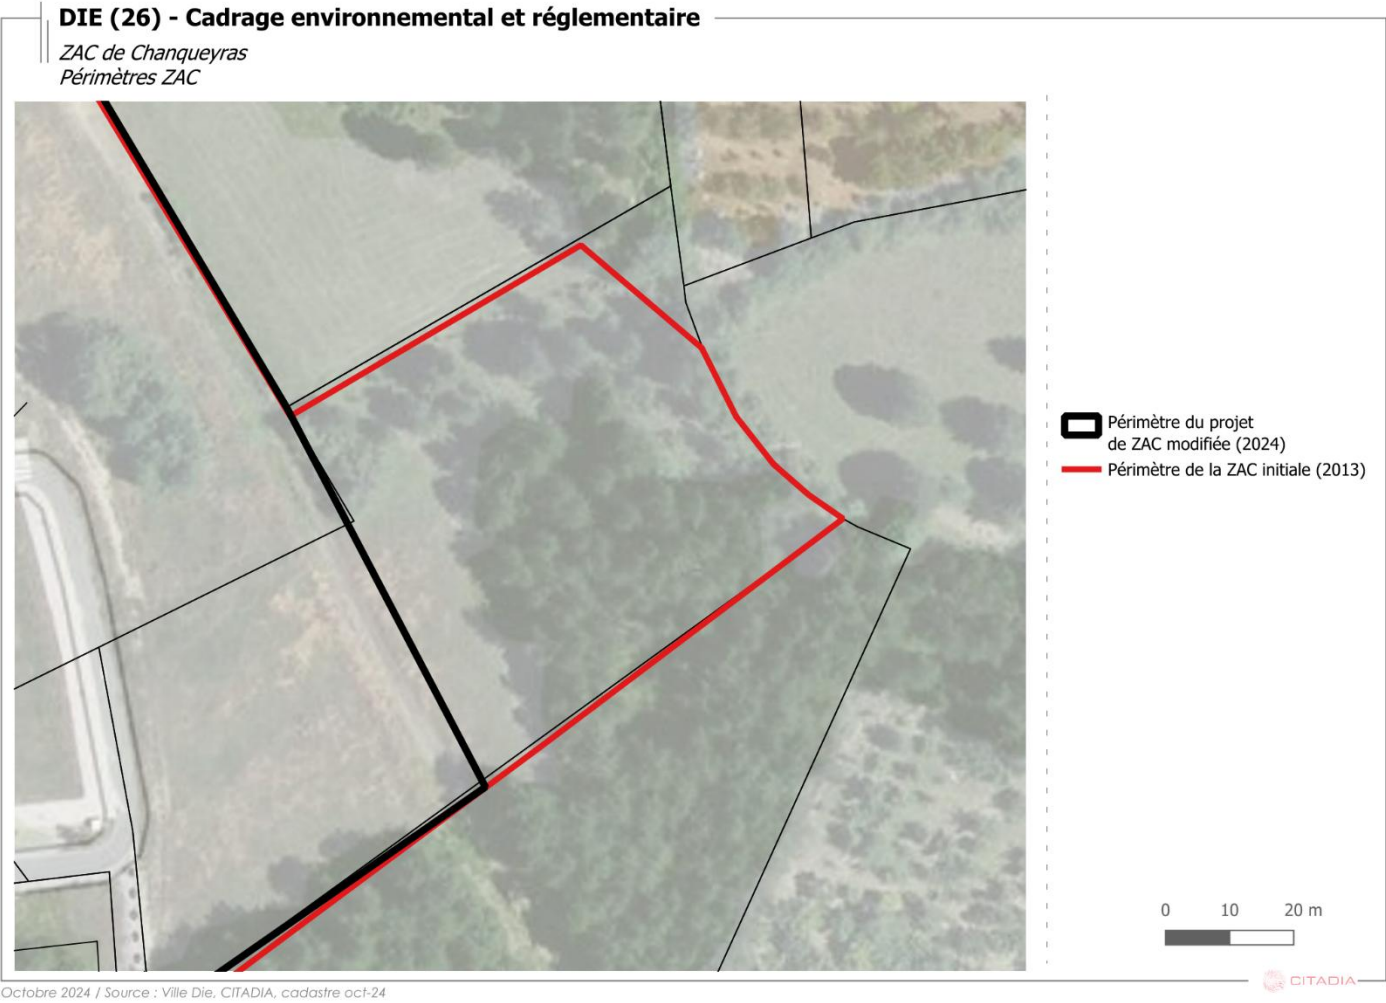 DIE (26) - Cadrage environnemental et réglementaire
ZAC de Chanqueyras
Périmètres ZAC
Périmètre du projet
de ZAC modifiée (2024)
Périmètre de la ZAC initiale (2013)
0 10 20 m
CITADIA
Octobre 2024 / Source : Ville Die, CITADIA, cadastre oct-24